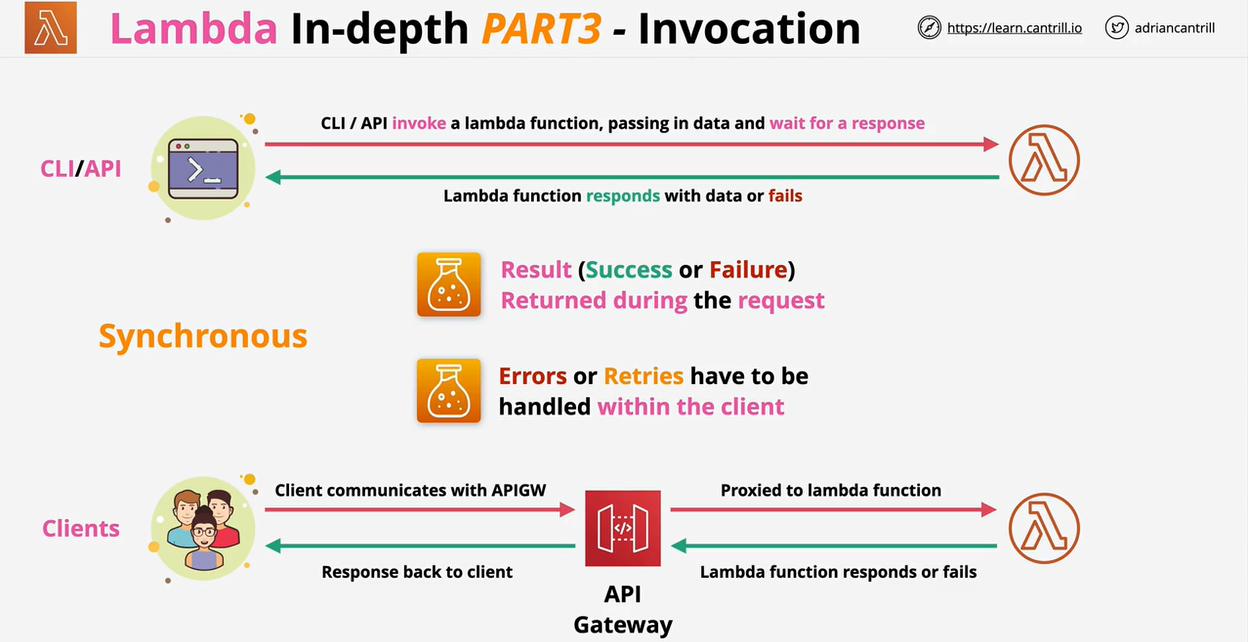 Lambda In-depth PART3 - Invocation
https://learn.cantrill.io
adriancantrill
CLI / API invoke a lambda function, passing in data and wait for a response
CLI/API
Lambda function responds with data or fails
Result (Success or Failure)
Returned during the request
Synchronous
Errors or Retries have to be
handled within the client
Client communicates with APIGW
Proxied to lambda function
Clients
Response back to client
Lambda function responds or fails
API
Gateway